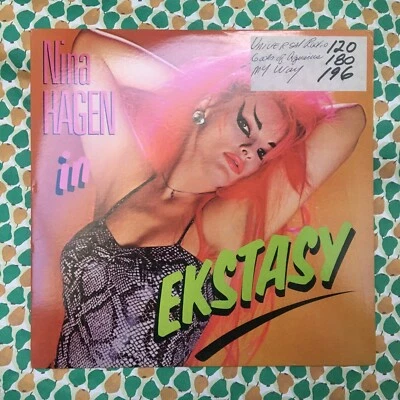 Nina
HAGEN
in
EKSTASY
Universal Radio 120
Gods of Aquarius 180
My Way 196